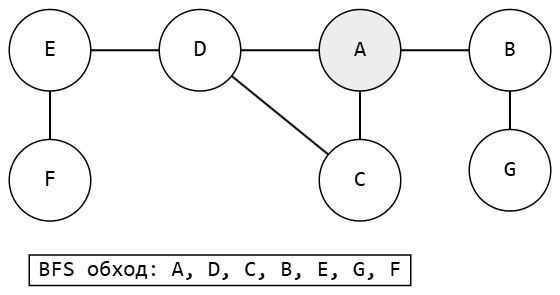 E D A B
F C G
BFS обход: A, D, C, B, E, G, F